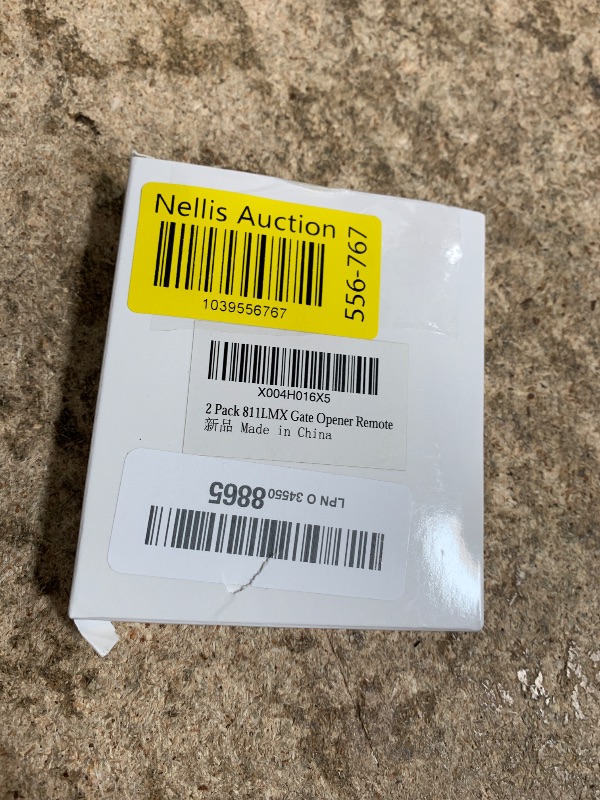 Nellis Auction
556-767
1039556767
X004H016X5
2 Pack 811LMX Gate Opener Remote
新品 Made in China
LPN O 34550 8865